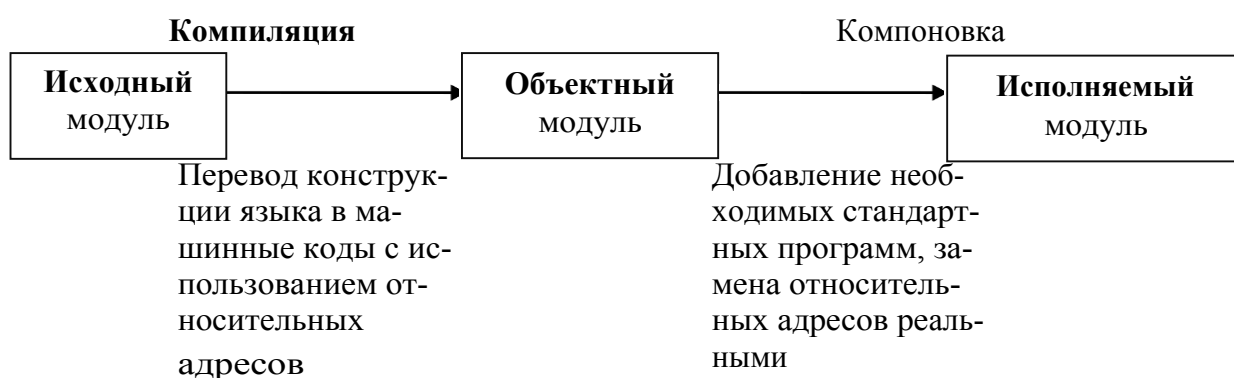 Компиляция
Компоновка
Исходный
модуль
Объектный
модуль
Исполняемый
модуль
Перевод конструк-
ции языка в ма-
шинные коды с ис-
пользованием от-
носительных
адресов
Добавление необ-
ходимых стандарт-
ных программ, за-
мена относитель-
ных адресов реаль-
ными